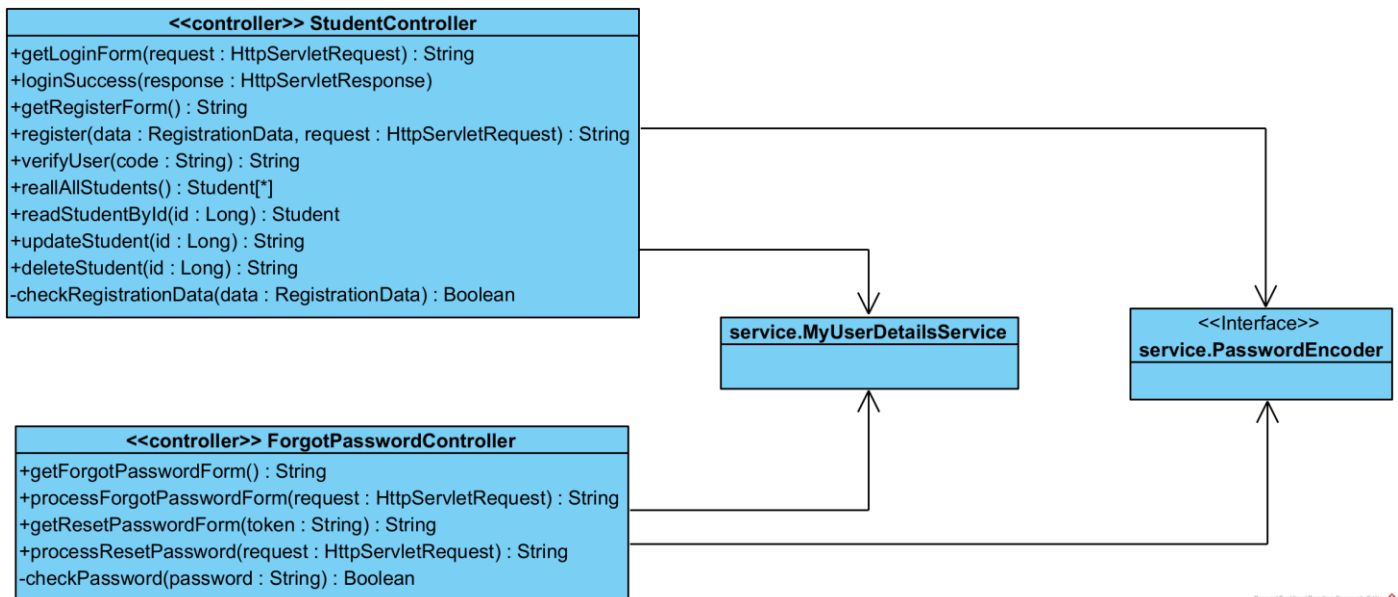 <<controller>> StudentController
+getLoginForm(request : HttpServletRequest) : String
+loginSuccess(response : HttpServletResponse)
+getRegisterForm() : String
+register(data : RegistrationData, request : HttpServletRequest) : String
+verifyUser(code : String) : String
+reallAllStudents() : Student[*]
+readStudentById(id : Long) : Student
+updateStudent(id : Long) : String
+deleteStudent(id : Long) : String
-checkRegistrationData(data : RegistrationData) : Boolean
service.MyUserDetailsService
<<Interface>>
service.PasswordEncoder
<<controller>> ForgotPasswordController
+getForgotPasswordForm() : String
+processForgotPasswordForm(request : HttpServletRequest) : String
+getResetPasswordForm(token : String) : String
+processResetPassword(request : HttpServletRequest) : String
-checkPassword(password : String) : Boolean